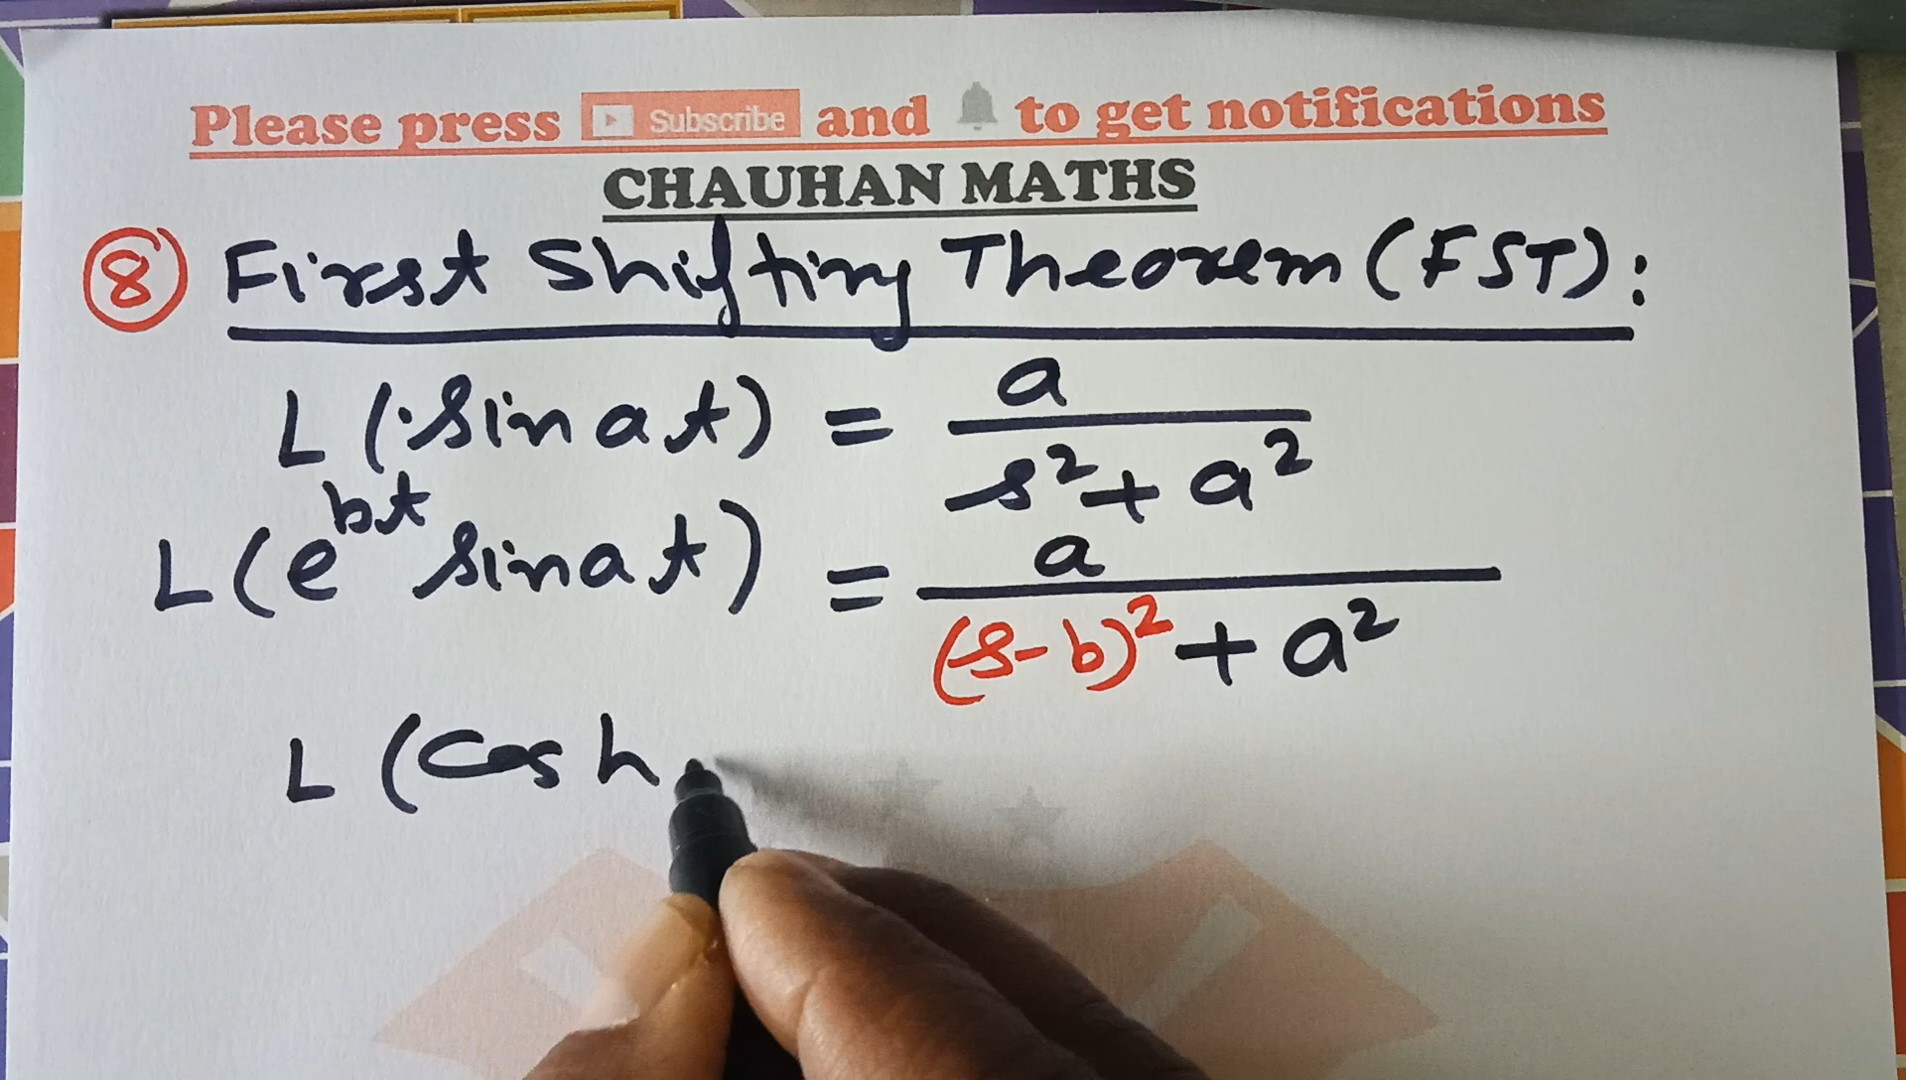 Please press Subscribe and to get notifications
CHAUHAN MATHS
8 First Shifting Theorem (FST):
L (sin at) = a / s² + a²
L (e^bt sin at) = a / (s-b)² + a²
L (cosh